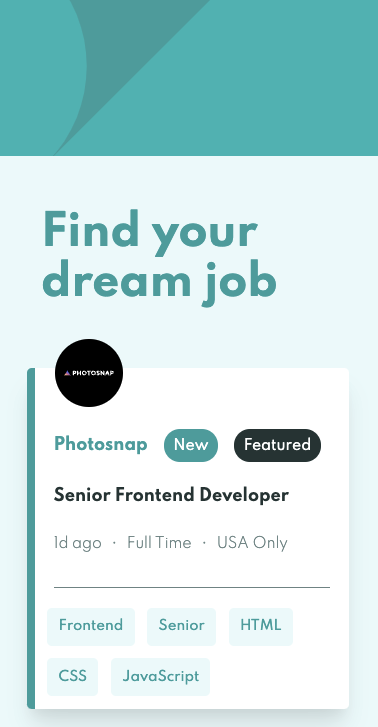 Find your
dream job
PHOTOSNAP
Photosnap New Featured
Senior Frontend Developer
1d ago · Full Time · USA Only
Frontend Senior HTML
CSS JavaScript